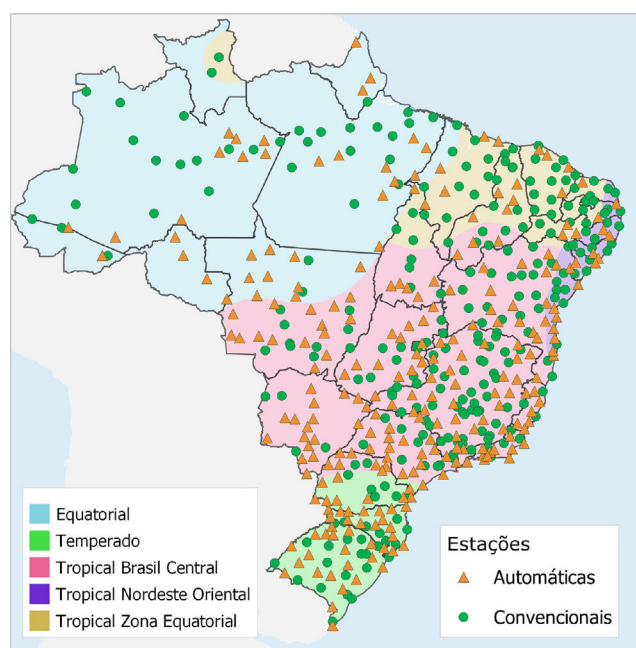 Equatorial
Temperado
Tropical Brasil Central
Tropical Nordeste Oriental
Tropical Zona Equatorial
Estações
Automáticas
Convencionais